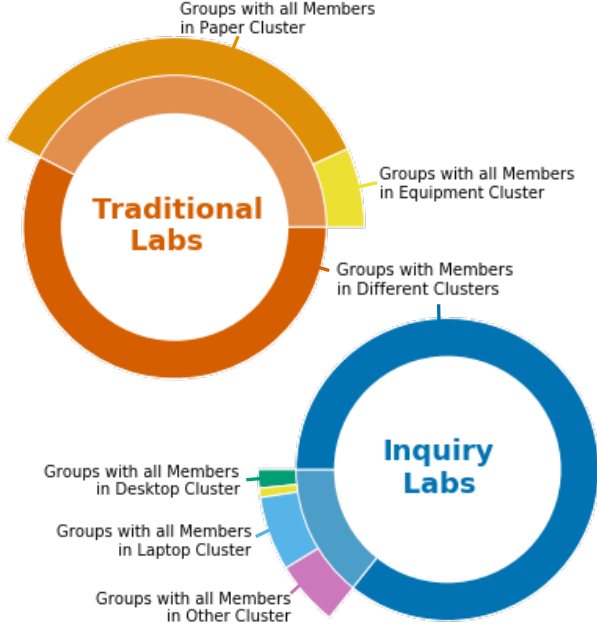 Groups with all Members
in Paper Cluster
Groups with all Members
in Equipment Cluster
Traditional
Labs
Groups with Members
in Different Clusters
Inquiry
Labs
Groups with all Members
in Desktop Cluster
Groups with all Members
in Laptop Cluster
Groups with all Members
in Other Cluster